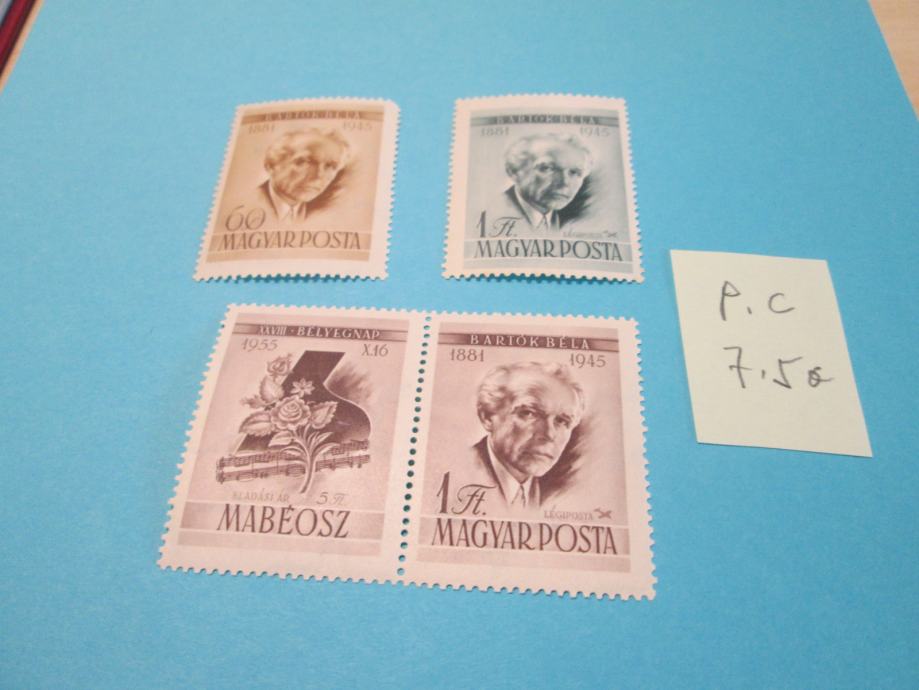 BARTÓK BÉLA
1881 1945
60
MAGYAR POSTA
BARTÓK BÉLA
1881 1945
1 Ft.
LÉGIPOSTA
MAGYAR POSTA
P.C
7.50
XXVIII · BÉLYEGNAP
1955 X.16
ELADÁSI ÁR 5 Ft
MABÉOSZ
BARTÓK BÉLA
1881 1945
1 Ft.
LÉGIPOSTA
MAGYAR POSTA